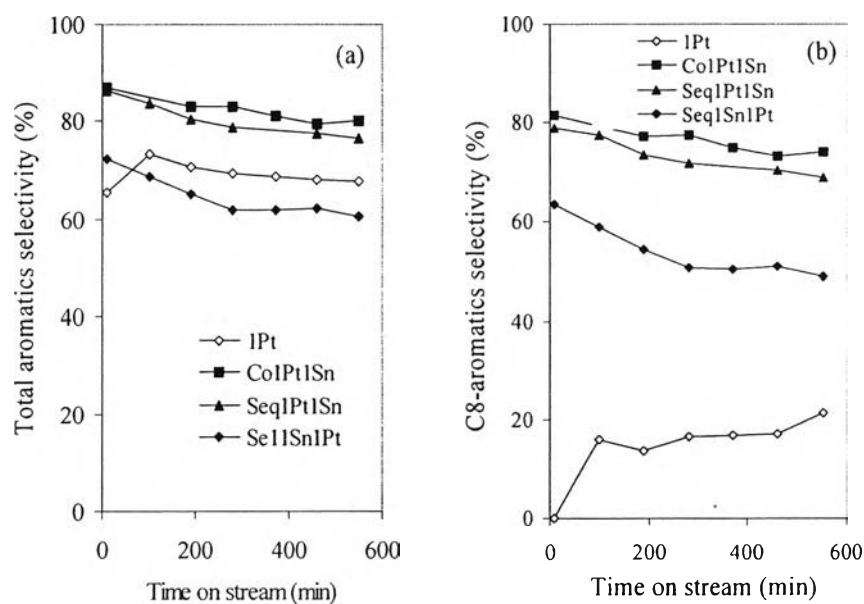 100
80
60
40
20
0
Total aromatics selectivity (%)
(a)
1Pt
Co1Pt1Sn
Seq1Pt1Sn
Se11Sn1Pt
0 200 400 600
Time on stream (min)
100
80
60
40
20
0
C8-aromatics selectivity (%)
(b)
1Pt
Co1Pt1Sn
Seq1Pt1Sn
Seq1Sn1Pt
0 200 400 600
Time on stream (min)